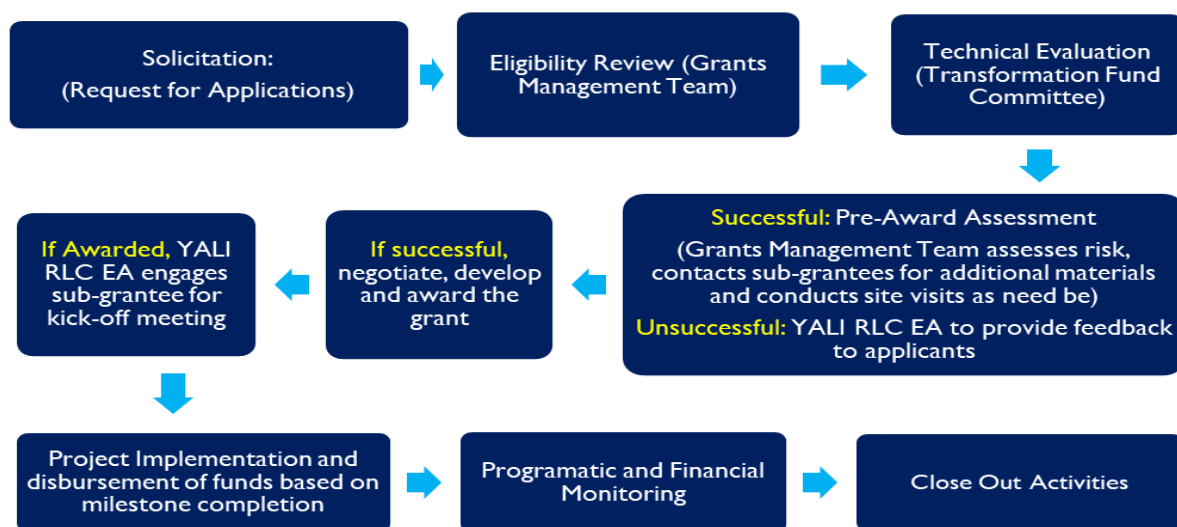 Solicitation:
(Request for Applications)
Eligibility Review (Grants
Management Team)
Technical Evaluation
(Transformation Fund
Committee)
Successful: Pre-Award Assessment
(Grants Management Team assesses risk,
contacts sub-grantees for additional materials
and conducts site visits as need be)
Unsuccessful: YALI RLC EA to provide feedback
to applicants
If successful,
negotiate, develop
and award the
grant
If Awarded, YALI
RLC EA engages
sub-grantee for
kick-off meeting
Project Implementation and
disbursement of funds based on
milestone completion
Programatic and Financial
Monitoring
Close Out Activities